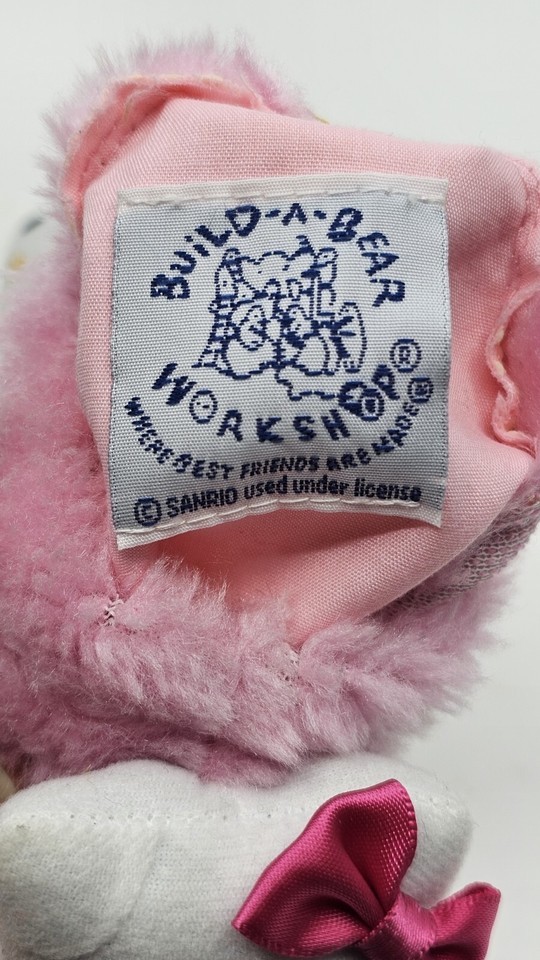 BUiLD-A-BEAR
WORKSHOP®
WHERE BEST FRIENDS ARE MADE®
© SANRIO used under license